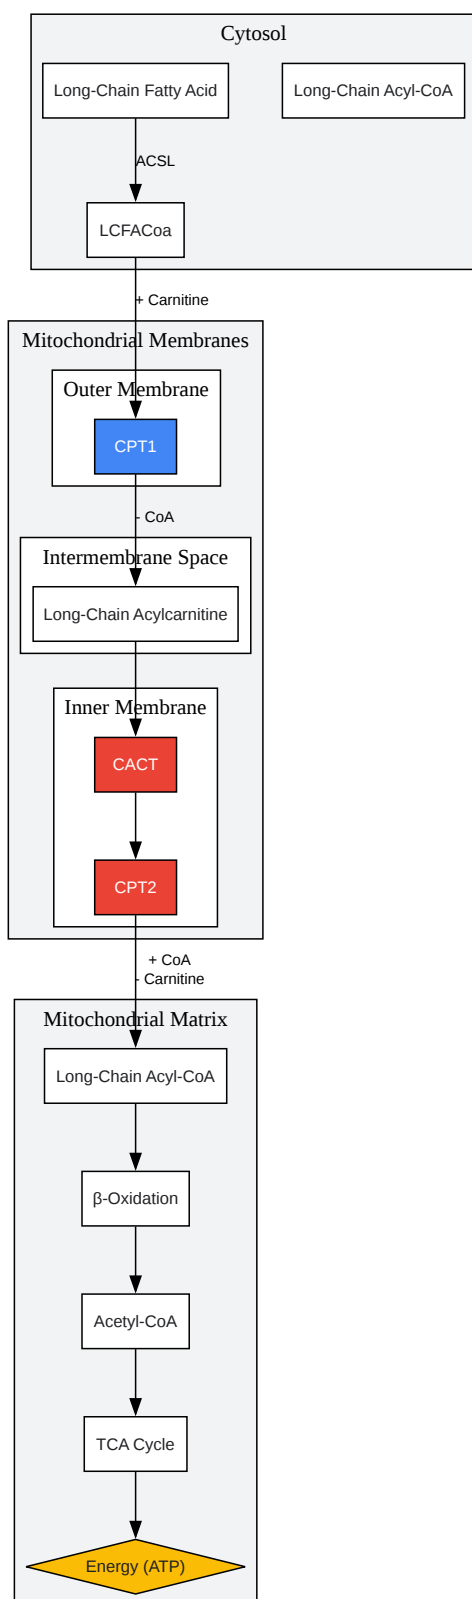 Cytosol
Long-Chain Fatty Acid
Long-Chain Acyl-CoA
ACSL
LCFACoa
+ Carnitine
Mitochondrial Membranes
Outer Membrane
CPT1
- CoA
Intermembrane Space
Long-Chain Acylcarnitine
Inner Membrane
CACT
CPT2
+ CoA
- Carnitine
Mitochondrial Matrix
Long-Chain Acyl-CoA
β-Oxidation
Acetyl-CoA
TCA Cycle
Energy (ATP)